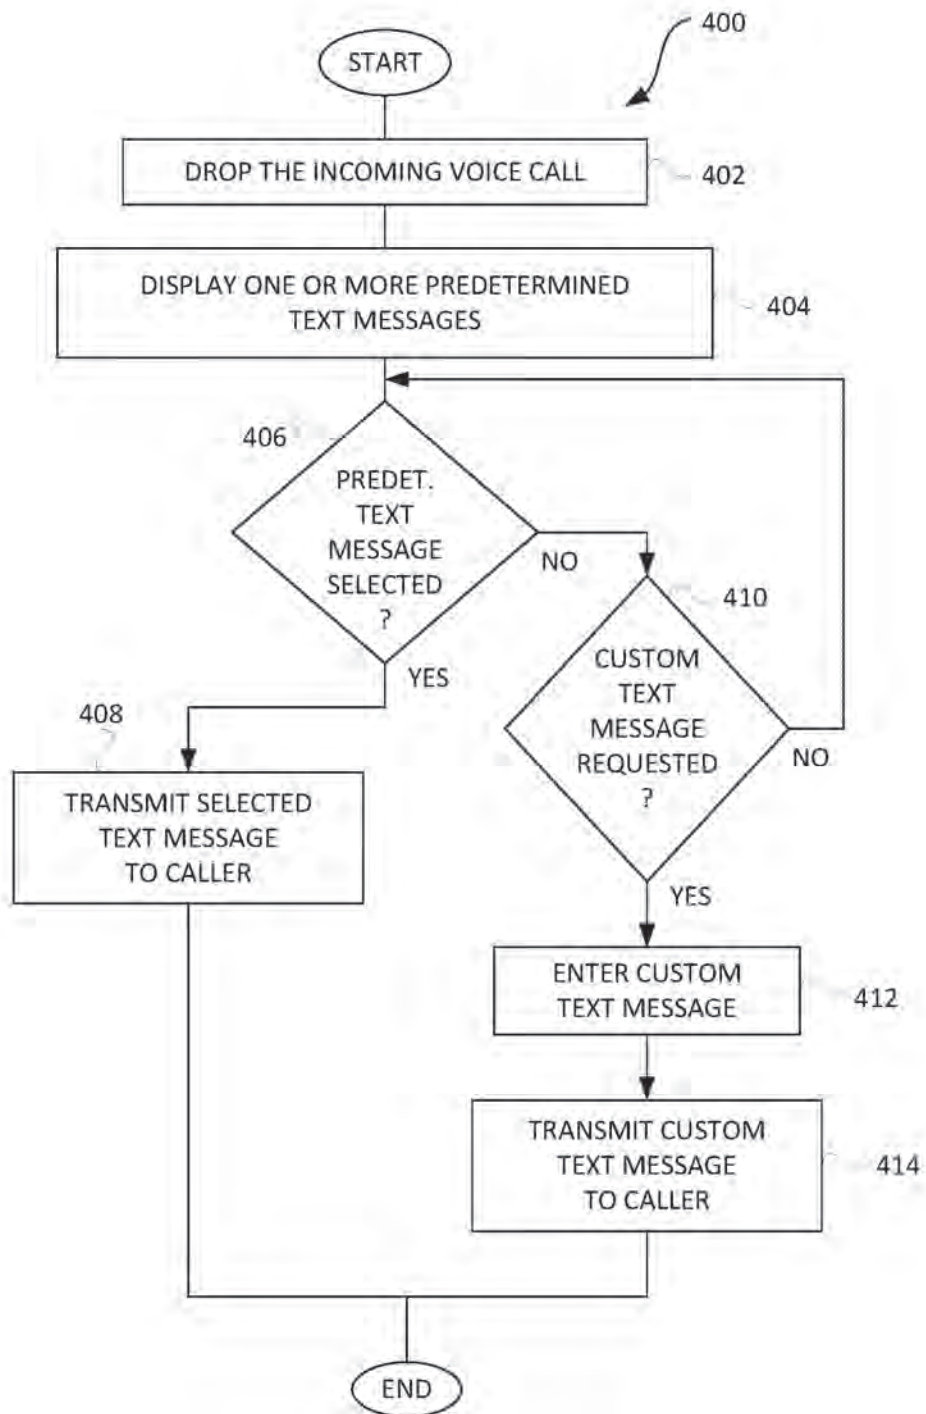 400
START
DROP THE INCOMING VOICE CALL
402
DISPLAY ONE OR MORE PREDETERMINED
TEXT MESSAGES
404
406
PREDET.
TEXT
MESSAGE
SELECTED
?
NO
YES
410
CUSTOM
TEXT
MESSAGE
REQUESTED
?
NO
YES
408
TRANSMIT SELECTED
TEXT MESSAGE
TO CALLER
ENTER CUSTOM
TEXT MESSAGE
412
TRANSMIT CUSTOM
TEXT MESSAGE
TO CALLER
414
END